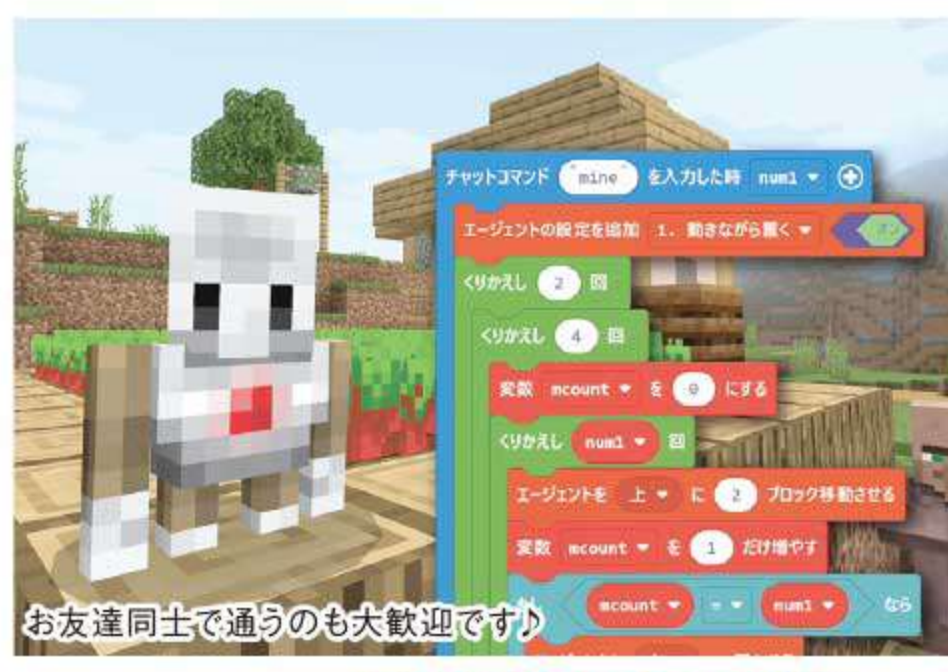 チャットコマンド "mine" を入力した時 num1
エージェントの設定を追加 1. 動きながら置く オン
くりかえし 2 回
くりかえし 4 回
変数 mcount を 0 にする
くりかえし num1 回
エージェントを 上 に 2 ブロック移動させる
変数 mcount を 1 だけ増やす
mcount = num1 なら
お友達同士で通うのも大歓迎です♪